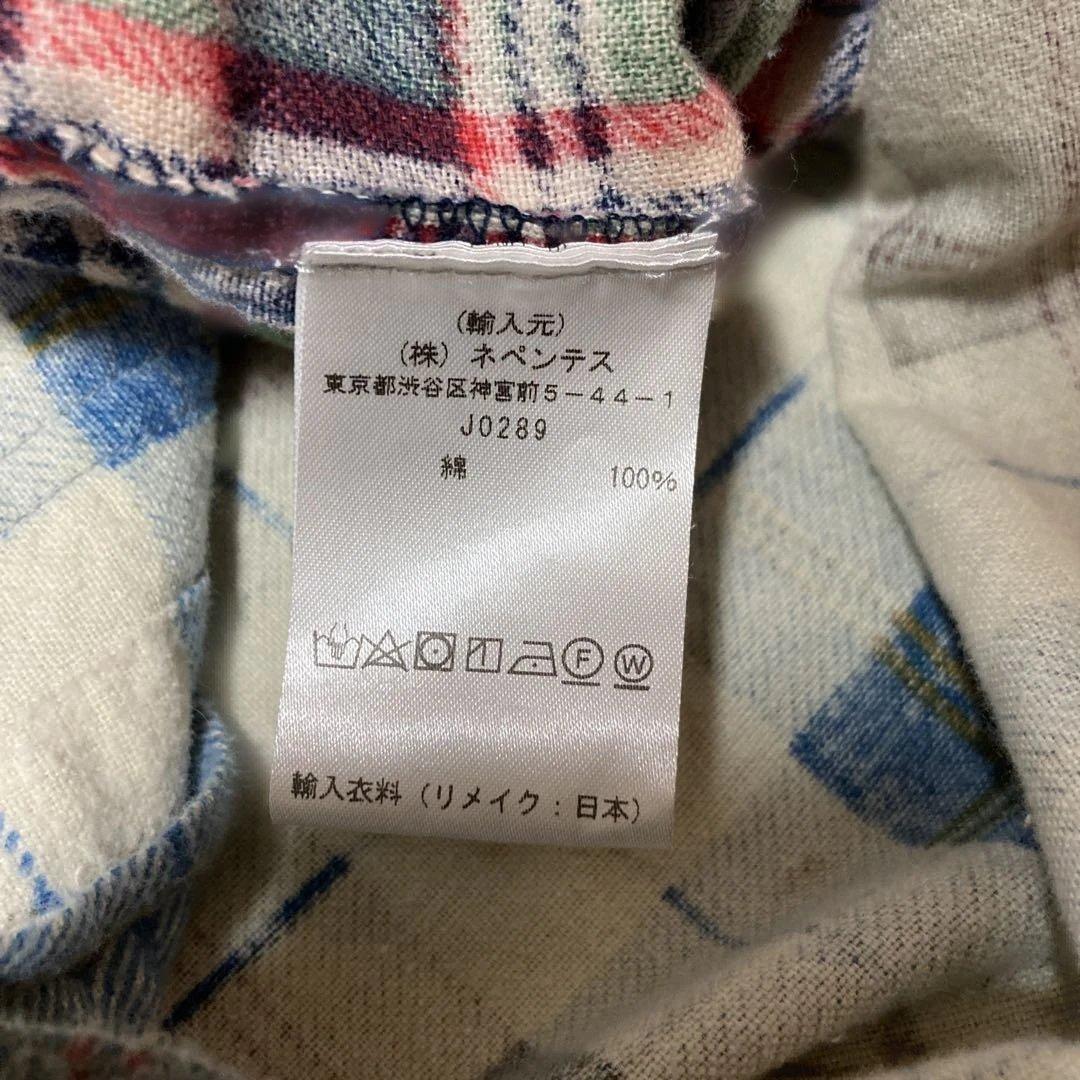 (輸入元)
(株) ネペンテス
東京都渋谷区神宮前5-44-1
J0289
綿 100%
F W
輸入衣料 (リメイク:日本)